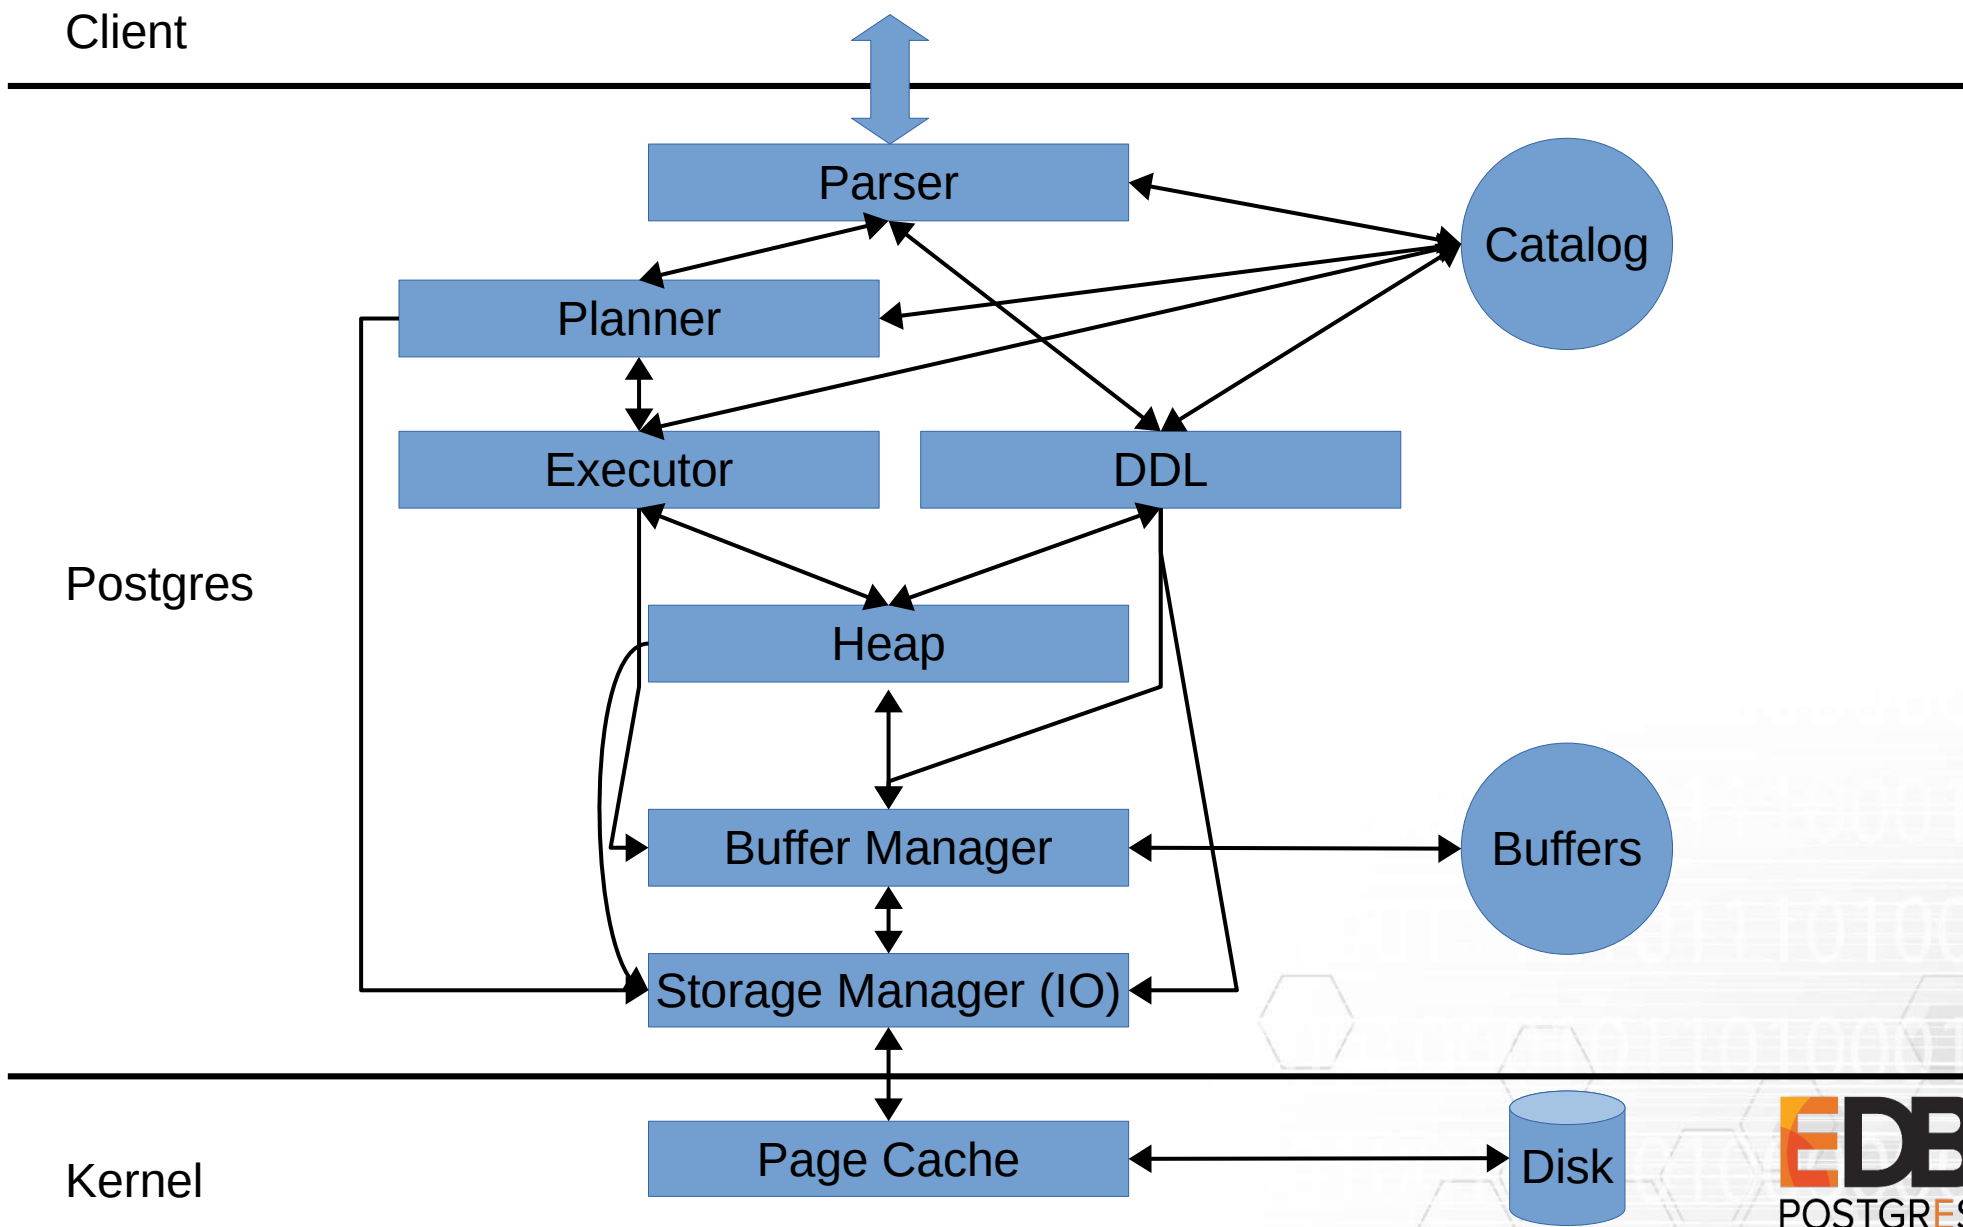 Client
Parser
Catalog
Planner
Executor
DDL
Postgres
Heap
Buffer Manager
Buffers
Storage Manager (IO)
Page Cache
Disk
Kernel
EDB
POSTGRES